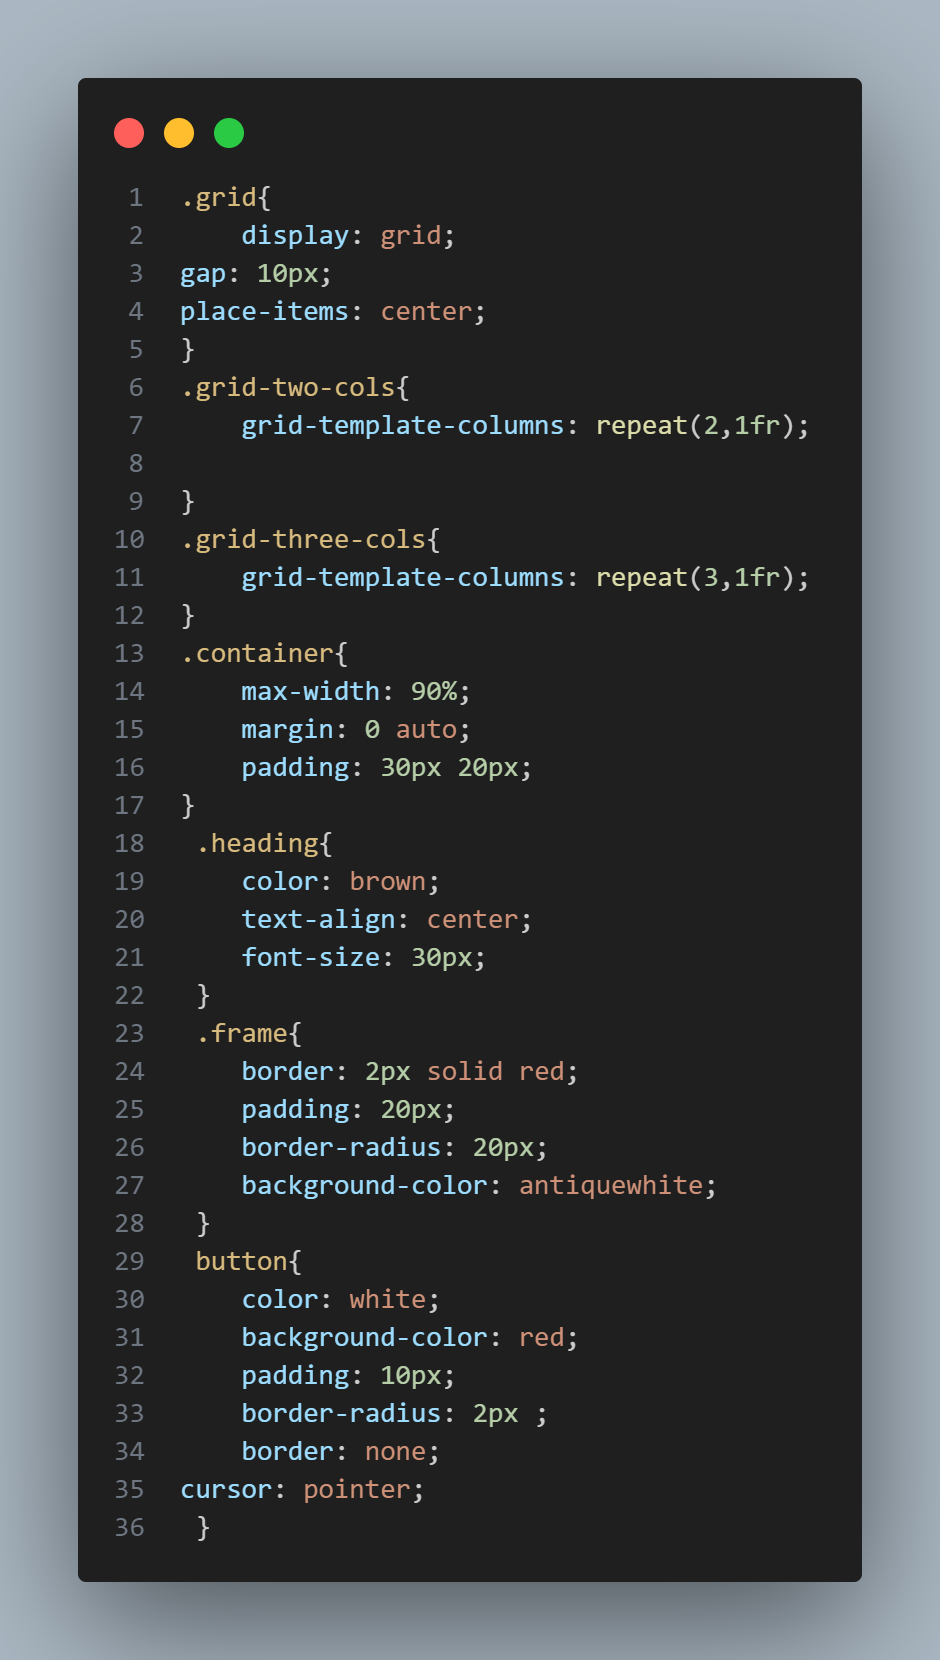 1 .grid{
2     display: grid;
3 gap: 10px;
4 place-items: center;
5 }
6 .grid-two-cols{
7     grid-template-columns: repeat(2,1fr);
8
9 }
10 .grid-three-cols{
11     grid-template-columns: repeat(3,1fr);
12 }
13 .container{
14     max-width: 90%;
15     margin: 0 auto;
16     padding: 30px 20px;
17 }
18  .heading{
19     color: brown;
20     text-align: center;
21     font-size: 30px;
22  }
23  .frame{
24     border: 2px solid red;
25     padding: 20px;
26     border-radius: 20px;
27     background-color: antiquewhite;
28  }
29  button{
30     color: white;
31     background-color: red;
32     padding: 10px;
33     border-radius: 2px ;
34     border: none;
35 cursor: pointer;
36  }